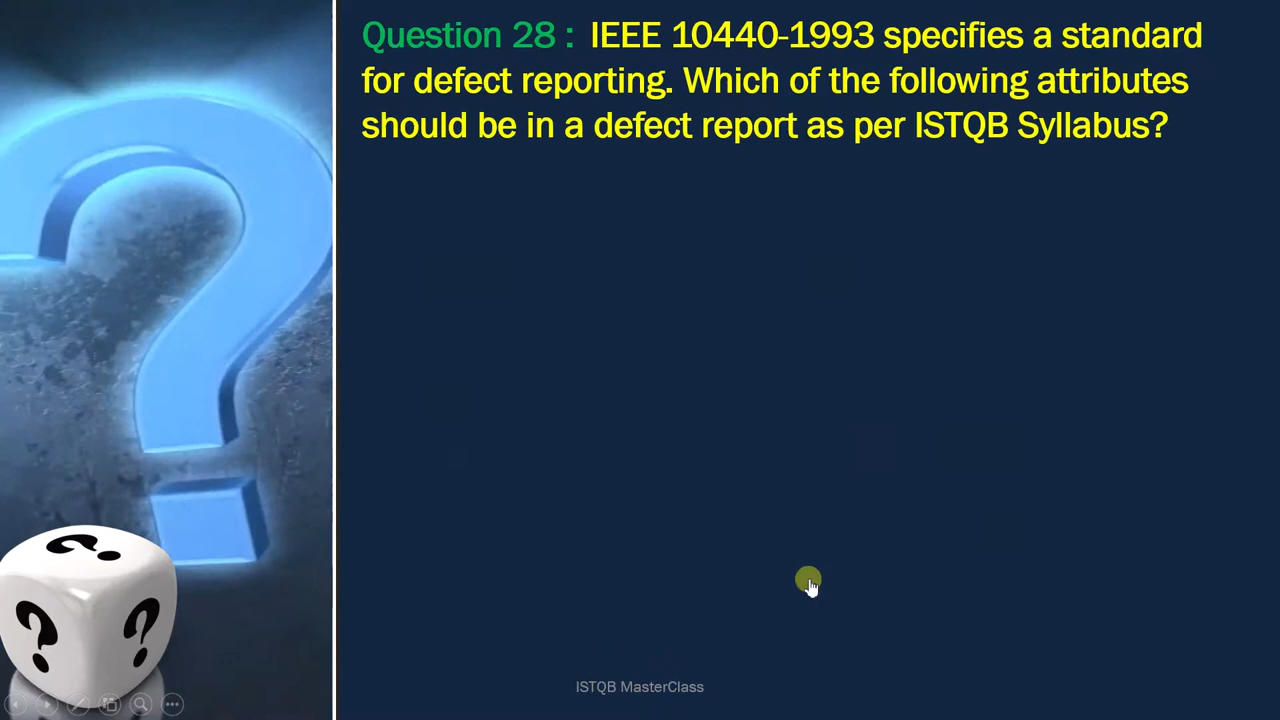 Question 28 : IEEE 10440-1993 specifies a standard
for defect reporting. Which of the following attributes
should be in a defect report as per ISTQB Syllabus?
ISTQB MasterClass